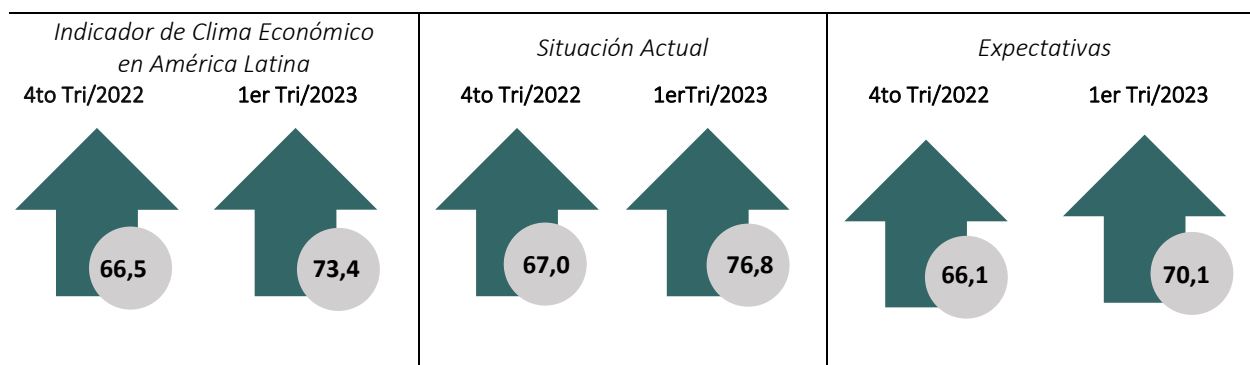 Indicador de Clima Económico
en América Latina
4to Tri/2022 1er Tri/2023
66,5 73,4
Situación Actual
4to Tri/2022 1erTri/2023
67,0 76,8
Expectativas
4to Tri/2022 1er Tri/2023
66,1 70,1